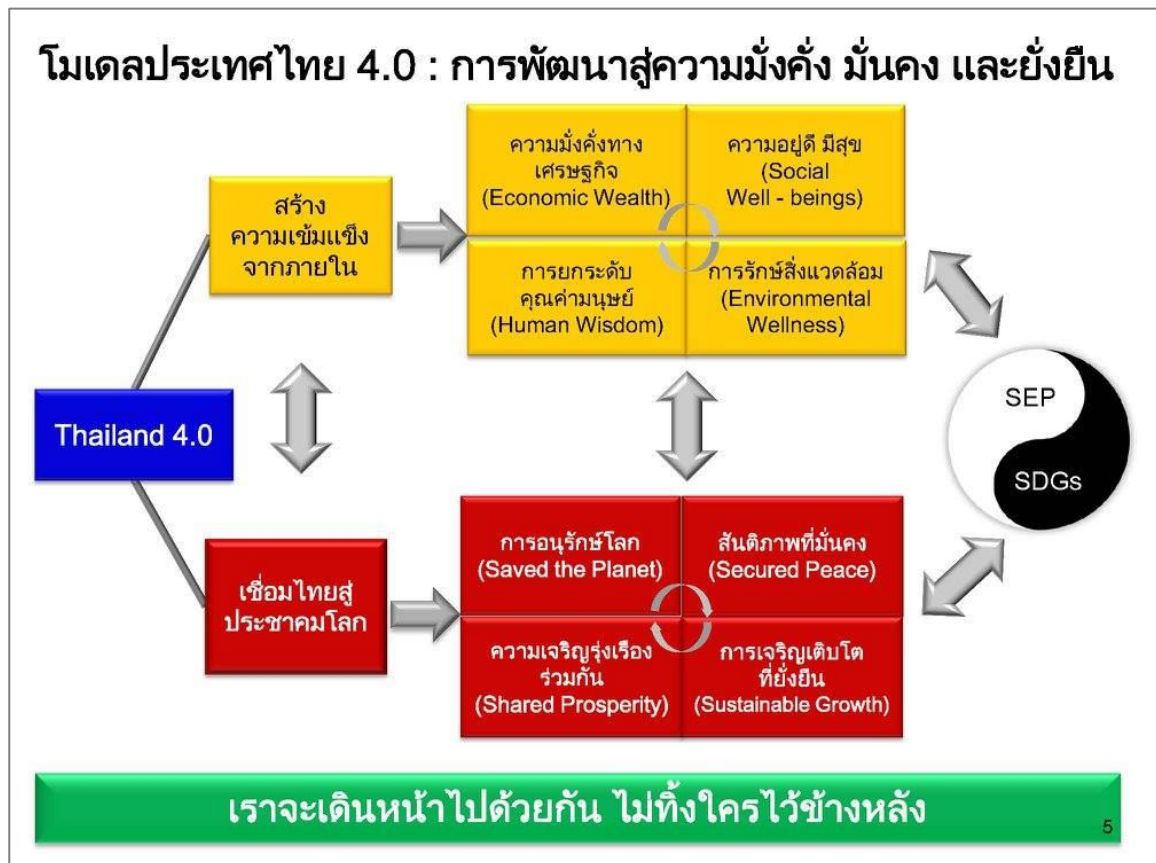 โมเดลประเทศไทย 4.0 : การพัฒนาสู่ความมั่งคั่ง มั่นคง และยั่งยืน
สร้าง
ความเข้มแข็ง
จากภายใน
ความมั่งคั่งทาง
เศรษฐกิจ
(Economic Wealth)
ความอยู่ดี มีสุข
(Social
Well - beings)
การยกระดับ
คุณค่ามนุษย์
(Human Wisdom)
การรักษ์สิ่งแวดล้อม
(Environmental
Wellness)
Thailand 4.0
SEP
SDGs
เชื่อมไทยสู่
ประชาคมโลก
การอนุรักษ์โลก
(Saved the Planet)
สันติภาพที่มั่นคง
(Secured Peace)
ความเจริญรุ่งเรือง
ร่วมกัน
(Shared Prosperity)
การเจริญเติบโต
ที่ยั่งยืน
(Sustainable Growth)
เราจะเดินหน้าไปด้วยกัน ไม่ทิ้งใครไว้ข้างหลัง
5